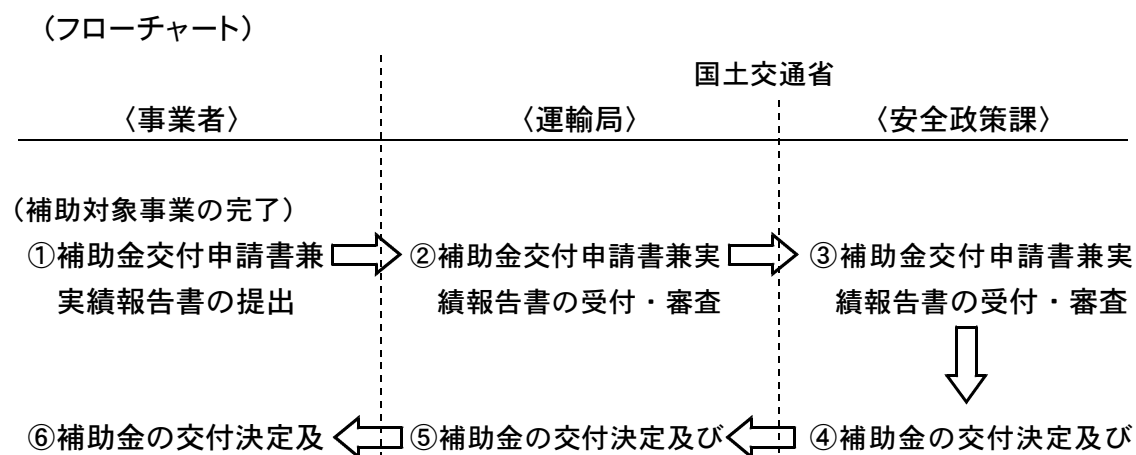 （フローチャート）
国土交通省
〈事業者〉
〈運輸局〉
〈安全政策課〉
（補助対象事業の完了）
①補助金交付申請書兼
実績報告書の提出
②補助金交付申請書兼実
績報告書の受付・審査
③補助金交付申請書兼実
績報告書の受付・審査
⑥補助金の交付決定及
⑤補助金の交付決定及び
④補助金の交付決定及び